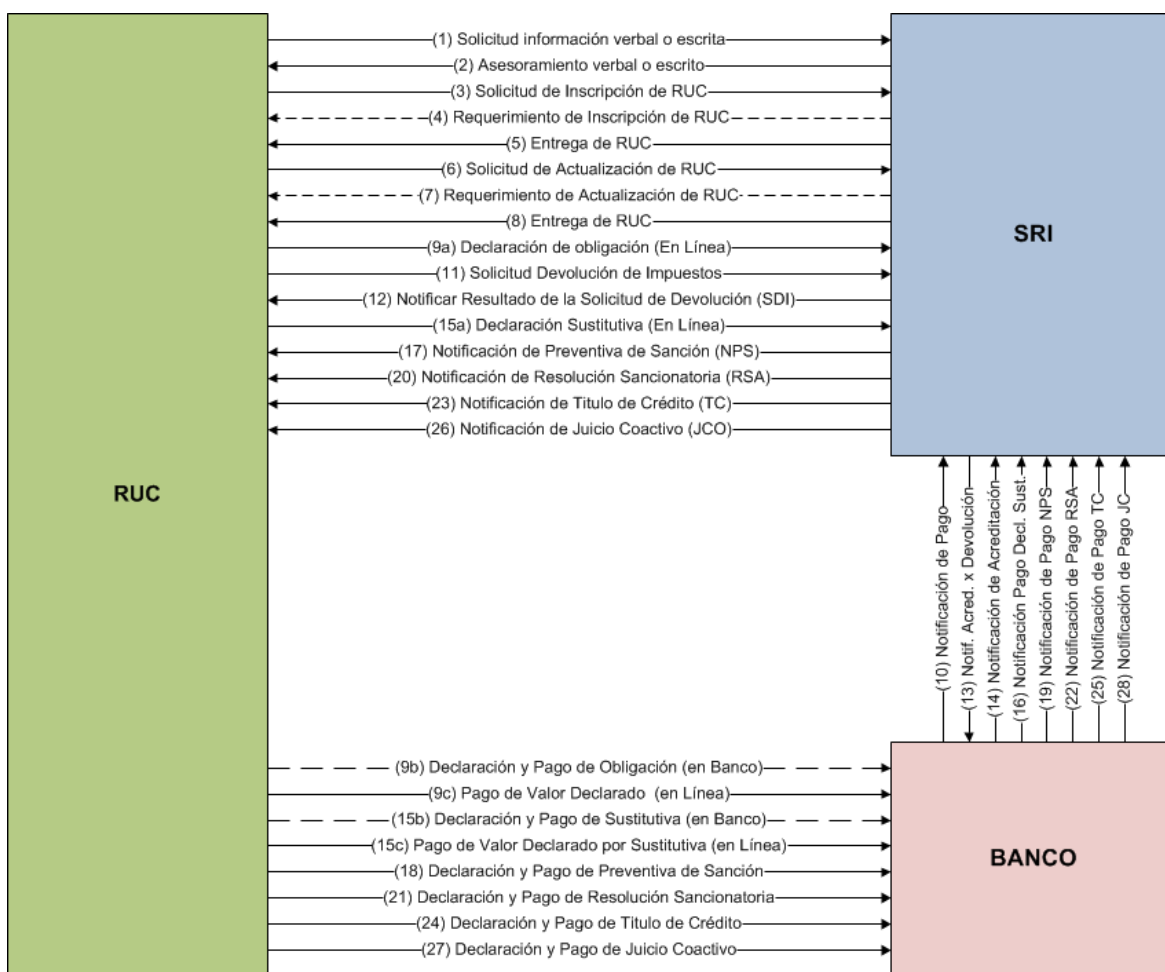 (1) Solicitud información verbal o escrita
(2) Asesoramiento verbal o escrito
(3) Solicitud de Inscripción de RUC
(4) Requerimiento de Inscripción de RUC
(5) Entrega de RUC
(6) Solicitud de Actualización de RUC
(7) Requerimiento de Actualización de RUC
(8) Entrega de RUC
(9a) Declaración de obligación (En Línea)
(11) Solicitud Devolución de Impuestos
(12) Notificar Resultado de la Solicitud de Devolución (SDI)
(15a) Declaración Sustitutiva (En Línea)
(17) Notificación de Preventiva de Sanción (NPS)
(20) Notificación de Resolución Sancionatoria (RSA)
(23) Notificación de Titulo de Crédito (TC)
(26) Notificación de Juicio Coactivo (JCO)
SRI
RUC
(10) Notificación de Pago
(13) Notif. Acred. x Devolución
(14) Notificación de Acreditación
(16) Notificación Pago Decl. Sust.
(19) Notificación de Pago NPS
(22) Notificación de Pago RSA
(25) Notificación de Pago TC
(28) Notificación de Pago JC
(9b) Declaración y Pago de Obligación (en Banco)
(9c) Pago de Valor Declarado (en Línea)
(15b) Declaración y Pago de Sustitutiva (en Banco)
(15c) Pago de Valor Declarado por Sustitutiva (en Línea)
(18) Declaración y Pago de Preventiva de Sanción
(21) Declaración y Pago de Resolución Sancionatoria
(24) Declaración y Pago de Titulo de Crédito
(27) Declaración y Pago de Juicio Coactivo
BANCO